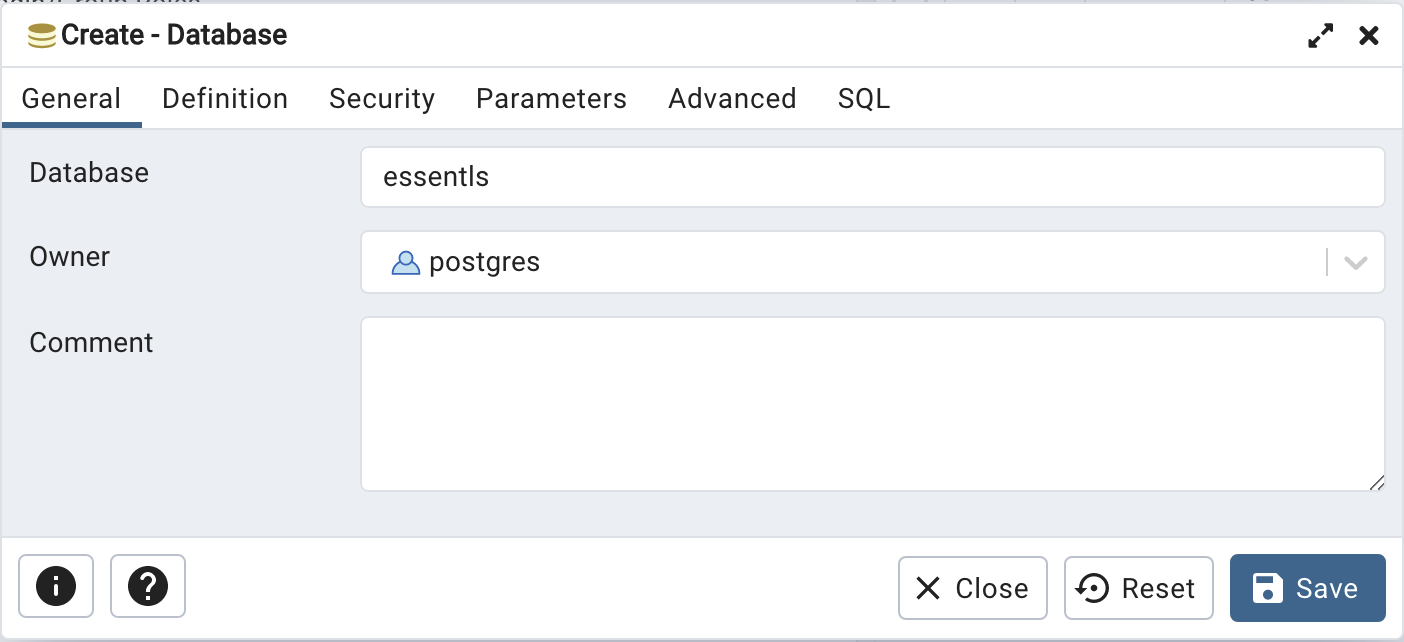 Create - Database
General Definition Security Parameters Advanced SQL
Database essentls
Owner postgres
Comment
Close Reset Save